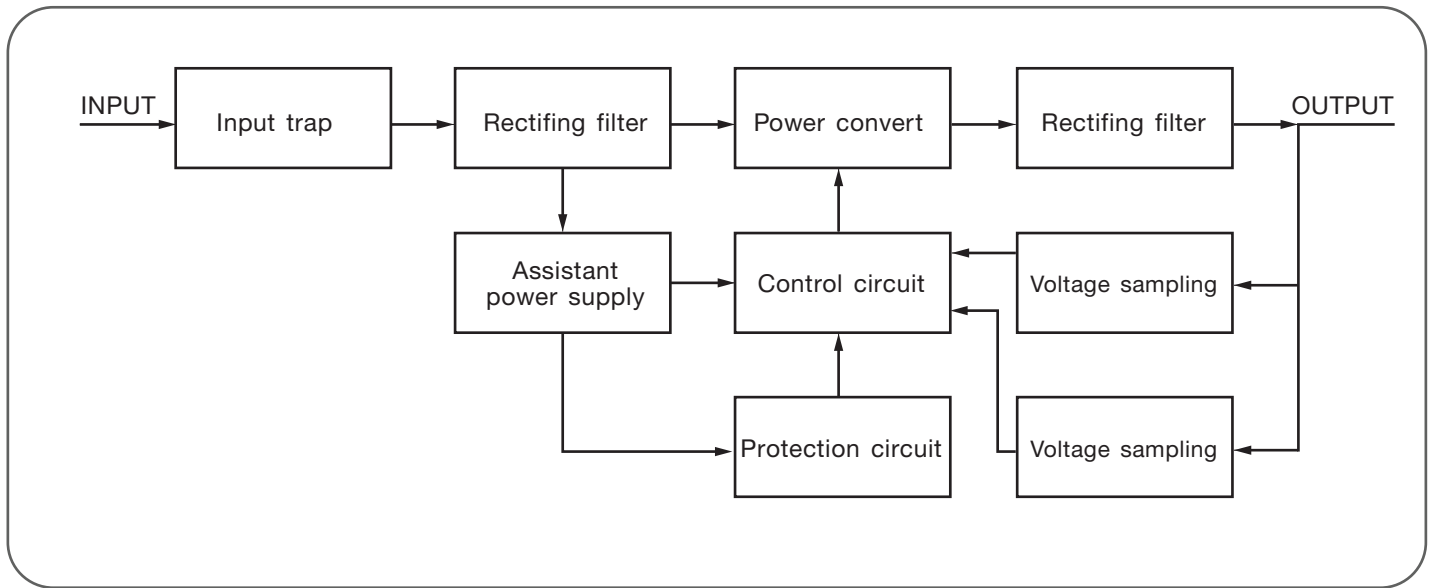 INPUT
Input trap
Rectifing filter
Power convert
Rectifing filter
OUTPUT
Assistant
power supply
Control circuit
Voltage sampling
Protection circuit
Voltage sampling